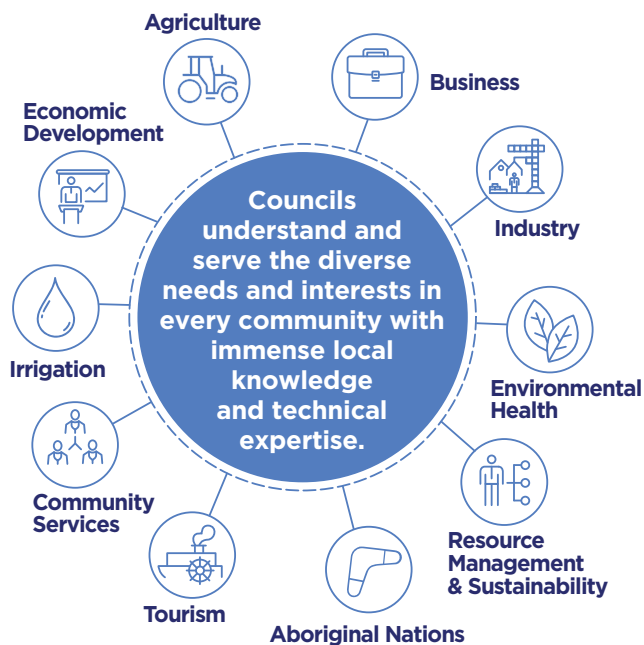 Agriculture
Business
Economic
Development
Industry
Councils
understand and
serve the diverse
needs and interests in
every community with
immense local
knowledge
and technical
expertise.
Irrigation
Environmental
Health
Community
Services
Resource
Management
& Sustainability
Tourism
Aboriginal Nations